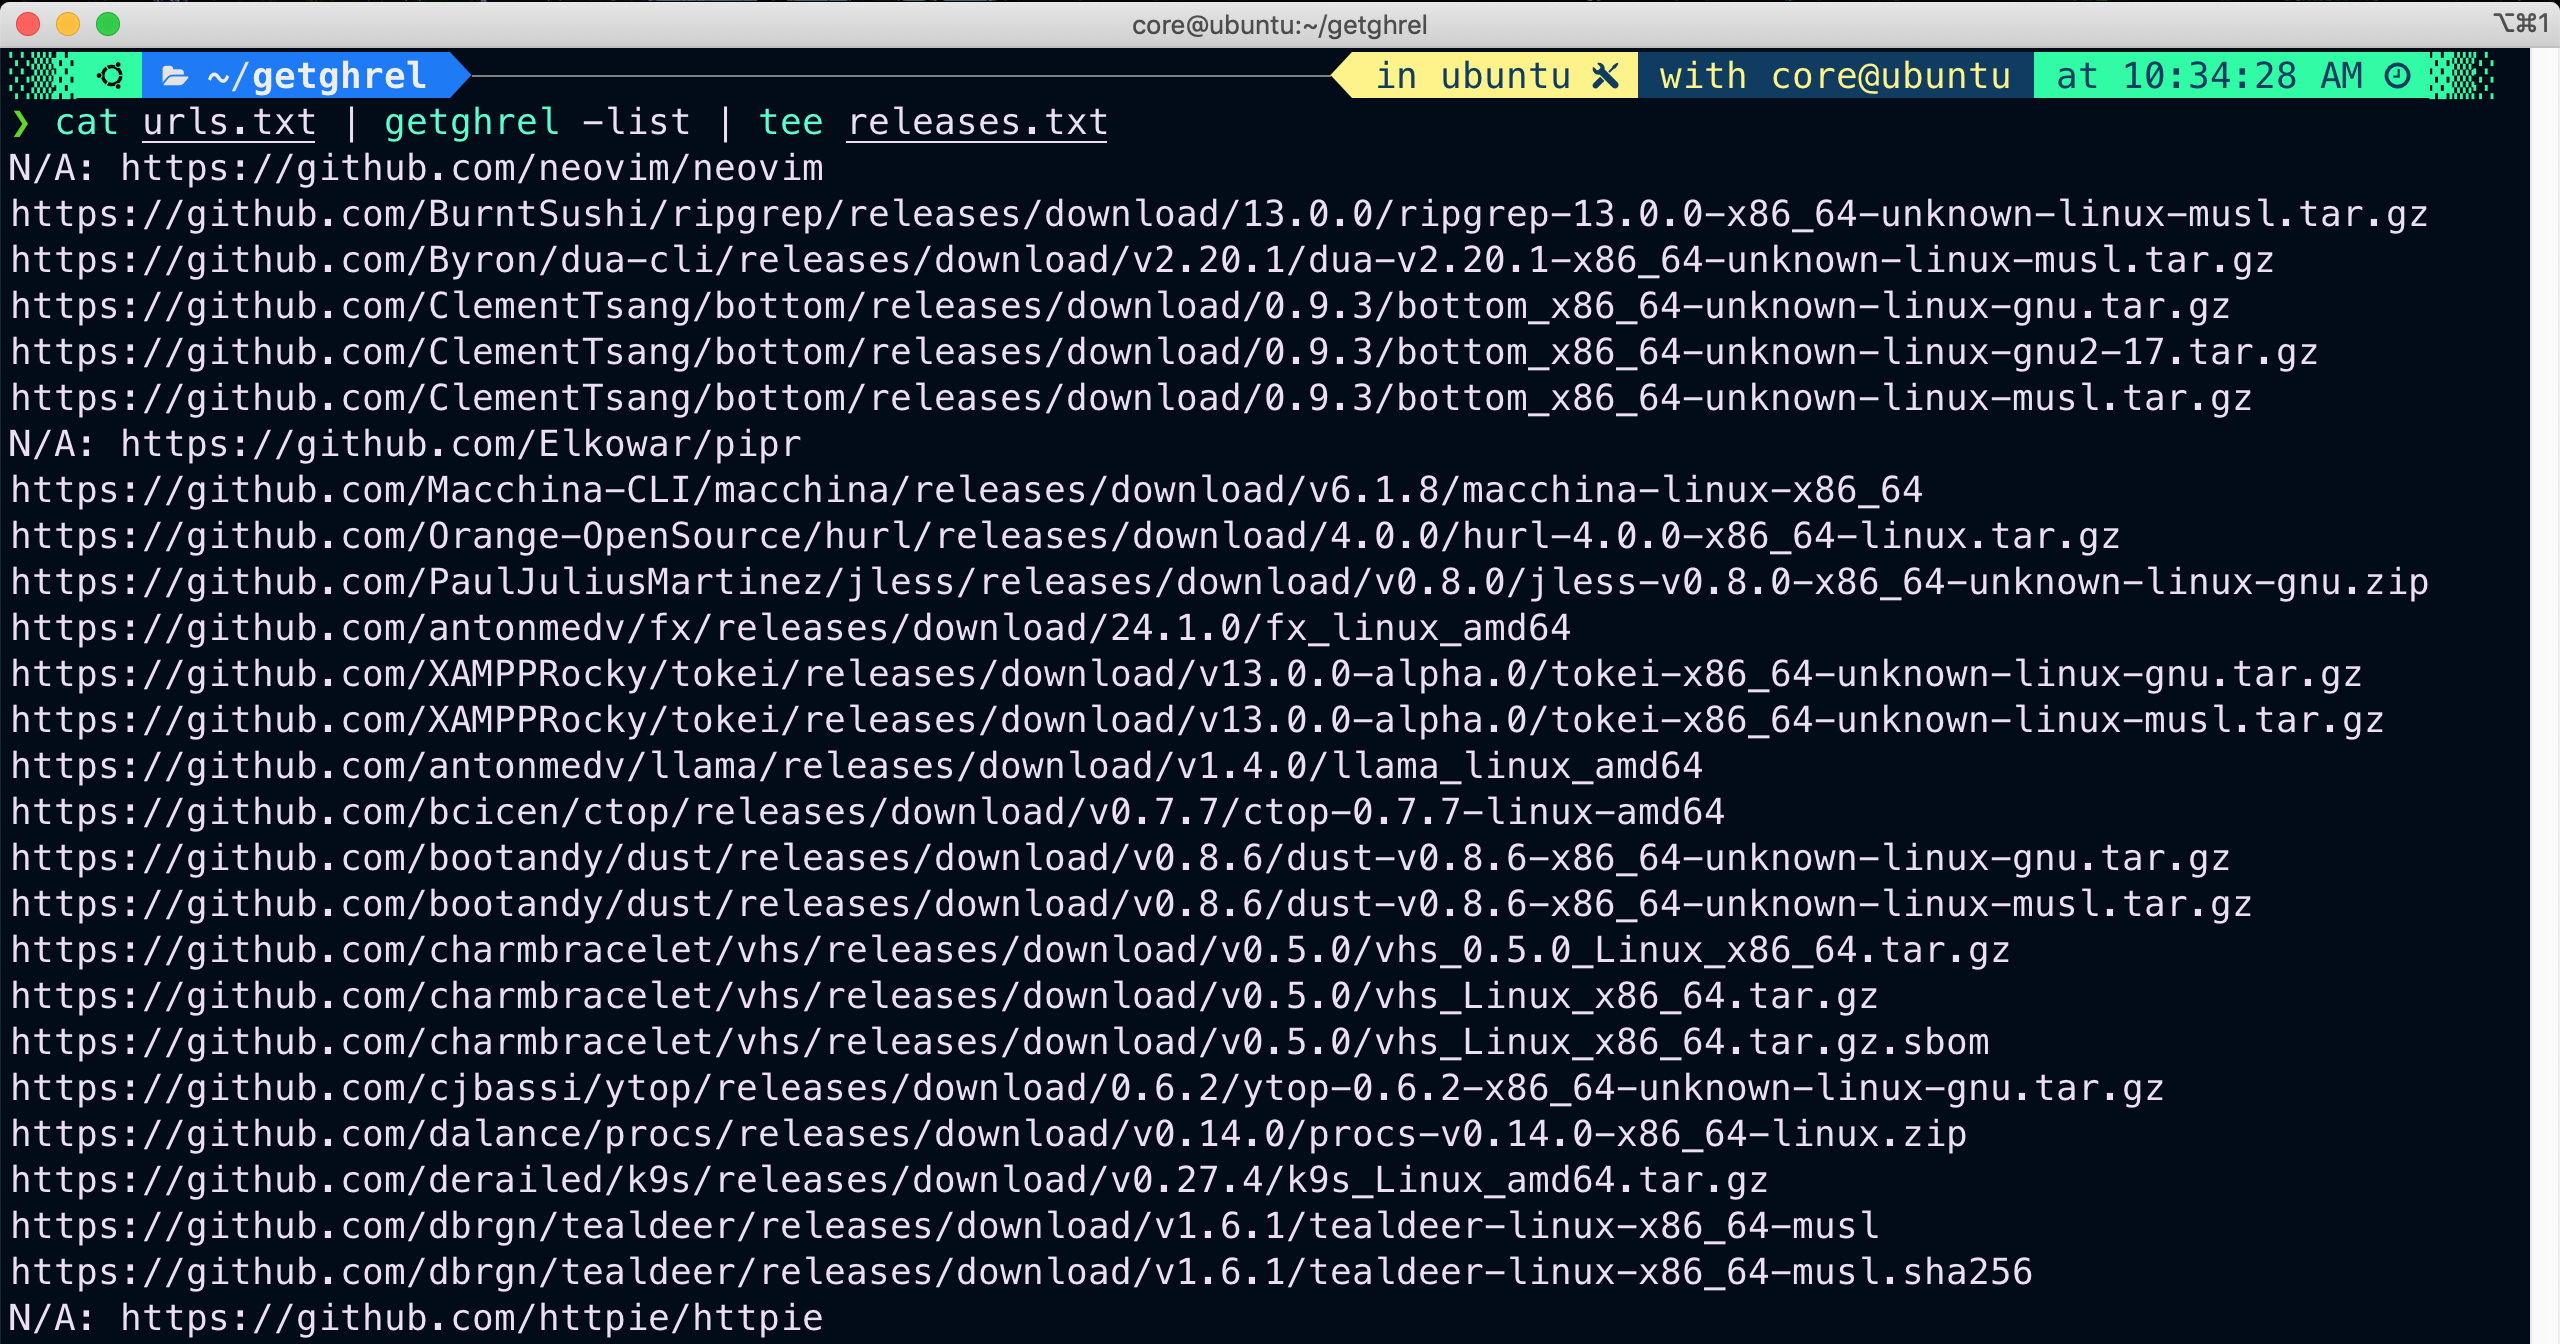 core@ubuntu:~/getghrel ⌥⌘1
~/getghrel in ubuntu with core@ubuntu at 10:34:28 AM
❯ cat urls.txt | getghrel -list | tee releases.txt
N/A: https://github.com/neovim/neovim
https://github.com/BurntSushi/ripgrep/releases/download/13.0.0/ripgrep-13.0.0-x86_64-unknown-linux-musl.tar.gz
https://github.com/Byron/dua-cli/releases/download/v2.20.1/dua-v2.20.1-x86_64-unknown-linux-musl.tar.gz
https://github.com/ClementTsang/bottom/releases/download/0.9.3/bottom_x86_64-unknown-linux-gnu.tar.gz
https://github.com/ClementTsang/bottom/releases/download/0.9.3/bottom_x86_64-unknown-linux-gnu2-17.tar.gz
https://github.com/ClementTsang/bottom/releases/download/0.9.3/bottom_x86_64-unknown-linux-musl.tar.gz
N/A: https://github.com/Elkowar/pipr
https://github.com/Macchina-CLI/macchina/releases/download/v6.1.8/macchina-linux-x86_64
https://github.com/Orange-OpenSource/hurl/releases/download/4.0.0/hurl-4.0.0-x86_64-linux.tar.gz
https://github.com/PaulJuliusMartinez/jless/releases/download/v0.8.0/jless-v0.8.0-x86_64-unknown-linux-gnu.zip
https://github.com/antonmedv/fx/releases/download/24.1.0/fx_linux_amd64
https://github.com/XAMPPRocky/tokei/releases/download/v13.0.0-alpha.0/tokei-x86_64-unknown-linux-gnu.tar.gz
https://github.com/XAMPPRocky/tokei/releases/download/v13.0.0-alpha.0/tokei-x86_64-unknown-linux-musl.tar.gz
https://github.com/antonmedv/llama/releases/download/v1.4.0/llama_linux_amd64
https://github.com/bcicen/ctop/releases/download/v0.7.7/ctop-0.7.7-linux-amd64
https://github.com/bootandy/dust/releases/download/v0.8.6/dust-v0.8.6-x86_64-unknown-linux-gnu.tar.gz
https://github.com/bootandy/dust/releases/download/v0.8.6/dust-v0.8.6-x86_64-unknown-linux-musl.tar.gz
https://github.com/charmbracelet/vhs/releases/download/v0.5.0/vhs_0.5.0_Linux_x86_64.tar.gz
https://github.com/charmbracelet/vhs/releases/download/v0.5.0/vhs_Linux_x86_64.tar.gz
https://github.com/charmbracelet/vhs/releases/download/v0.5.0/vhs_Linux_x86_64.tar.gz.sbom
https://github.com/cjbassi/ytop/releases/download/0.6.2/ytop-0.6.2-x86_64-unknown-linux-gnu.tar.gz
https://github.com/dalance/procs/releases/download/v0.14.0/procs-v0.14.0-x86_64-linux.zip
https://github.com/derailed/k9s/releases/download/v0.27.4/k9s_Linux_amd64.tar.gz
https://github.com/dbrgn/tealdeer/releases/download/v1.6.1/tealdeer-linux-x86_64-musl
https://github.com/dbrgn/tealdeer/releases/download/v1.6.1/tealdeer-linux-x86_64-musl.sha256
N/A: https://github.com/httpie/httpie